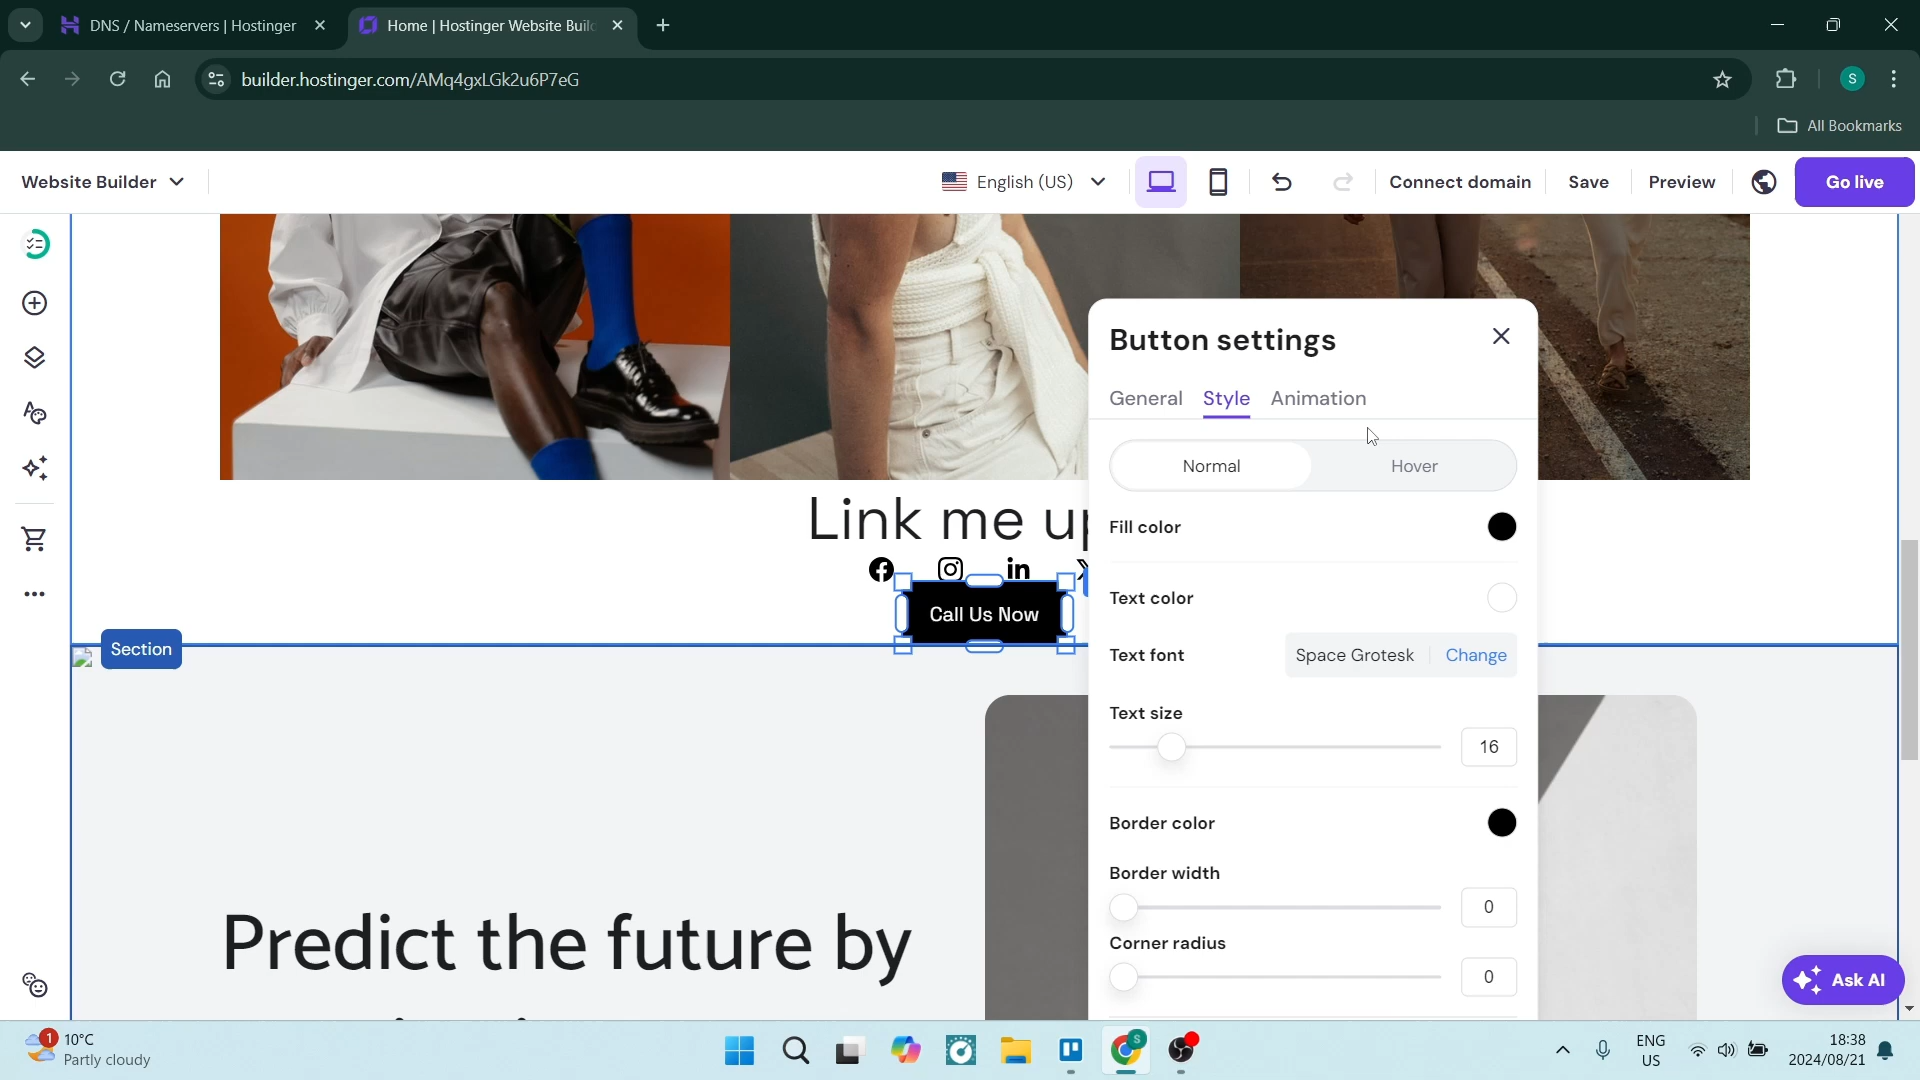 DNS / Nameservers | Hostinger
Home | Hostinger Website Buil
builder.hostinger.com/AMq4gxLGk2u6P7eG
S
All Bookmarks
Website Builder
English (US)
Connect domain
Save
Preview
Go live
Button settings
General Style Animation
Normal
Hover
Link me up
Fill color
Call Us Now
Text color
Section
Text font
Space Grotesk
Change
Text size
16
Border color
Border width
0
Predict the future by
Corner radius
0
Ask AI
1
10°C
Partly cloudy
S
ENG
US
18:38
2024/08/21